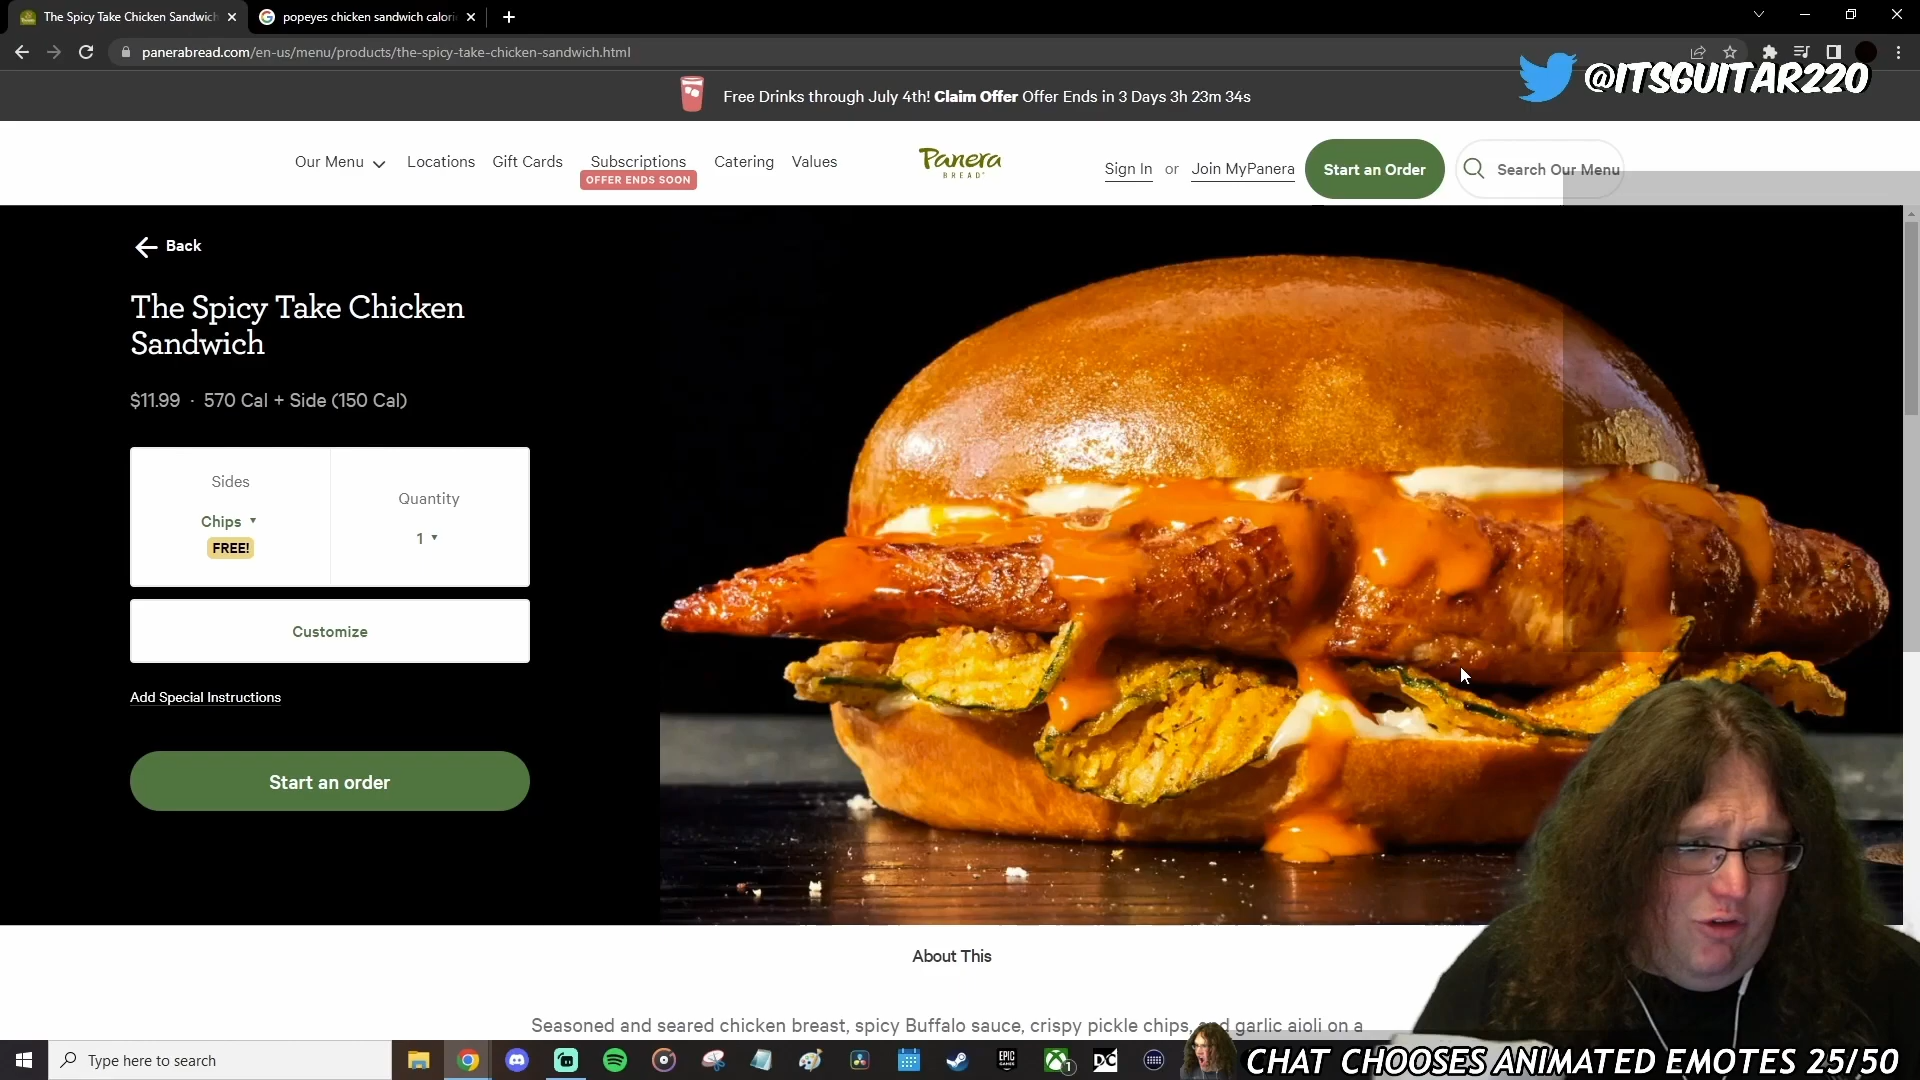 The Spicy Take Chicken Sandwich
popeyes chicken sandwich calori
panerabread.com/en-us/menu/products/the-spicy-take-chicken-sandwich.html
@ITSGUITAR220
Free Drinks through July 4th! Claim Offer Offer Ends in 3 Days 3h 23m 34s
Our Menu Locations Gift Cards Subscriptions Catering Values
OFFER ENDS SOON
Panera
BREAD
Sign In or Join MyPanera Start an Order Search Our Menu
Back
The Spicy Take Chicken
Sandwich
$11.99 · 570 Cal + Side (150 Cal)
Sides
Chips
FREE!
Quantity
1
Customize
Add Special Instructions
Start an order
About This
Seasoned and seared chicken breast, spicy Buffalo sauce, crispy pickle chips, and garlic aioli on a
Type here to search
EPIC
GAMES
1
DC
CHAT CHOOSES ANIMATED EMOTES 25/50